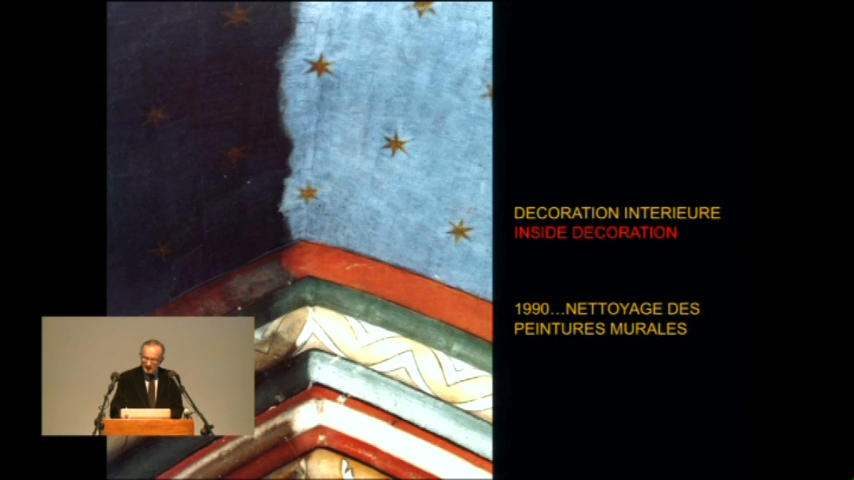 DECORATION INTERIEURE
INSIDE DECORATION
1990...NETTOYAGE DES
PEINTURES MURALES